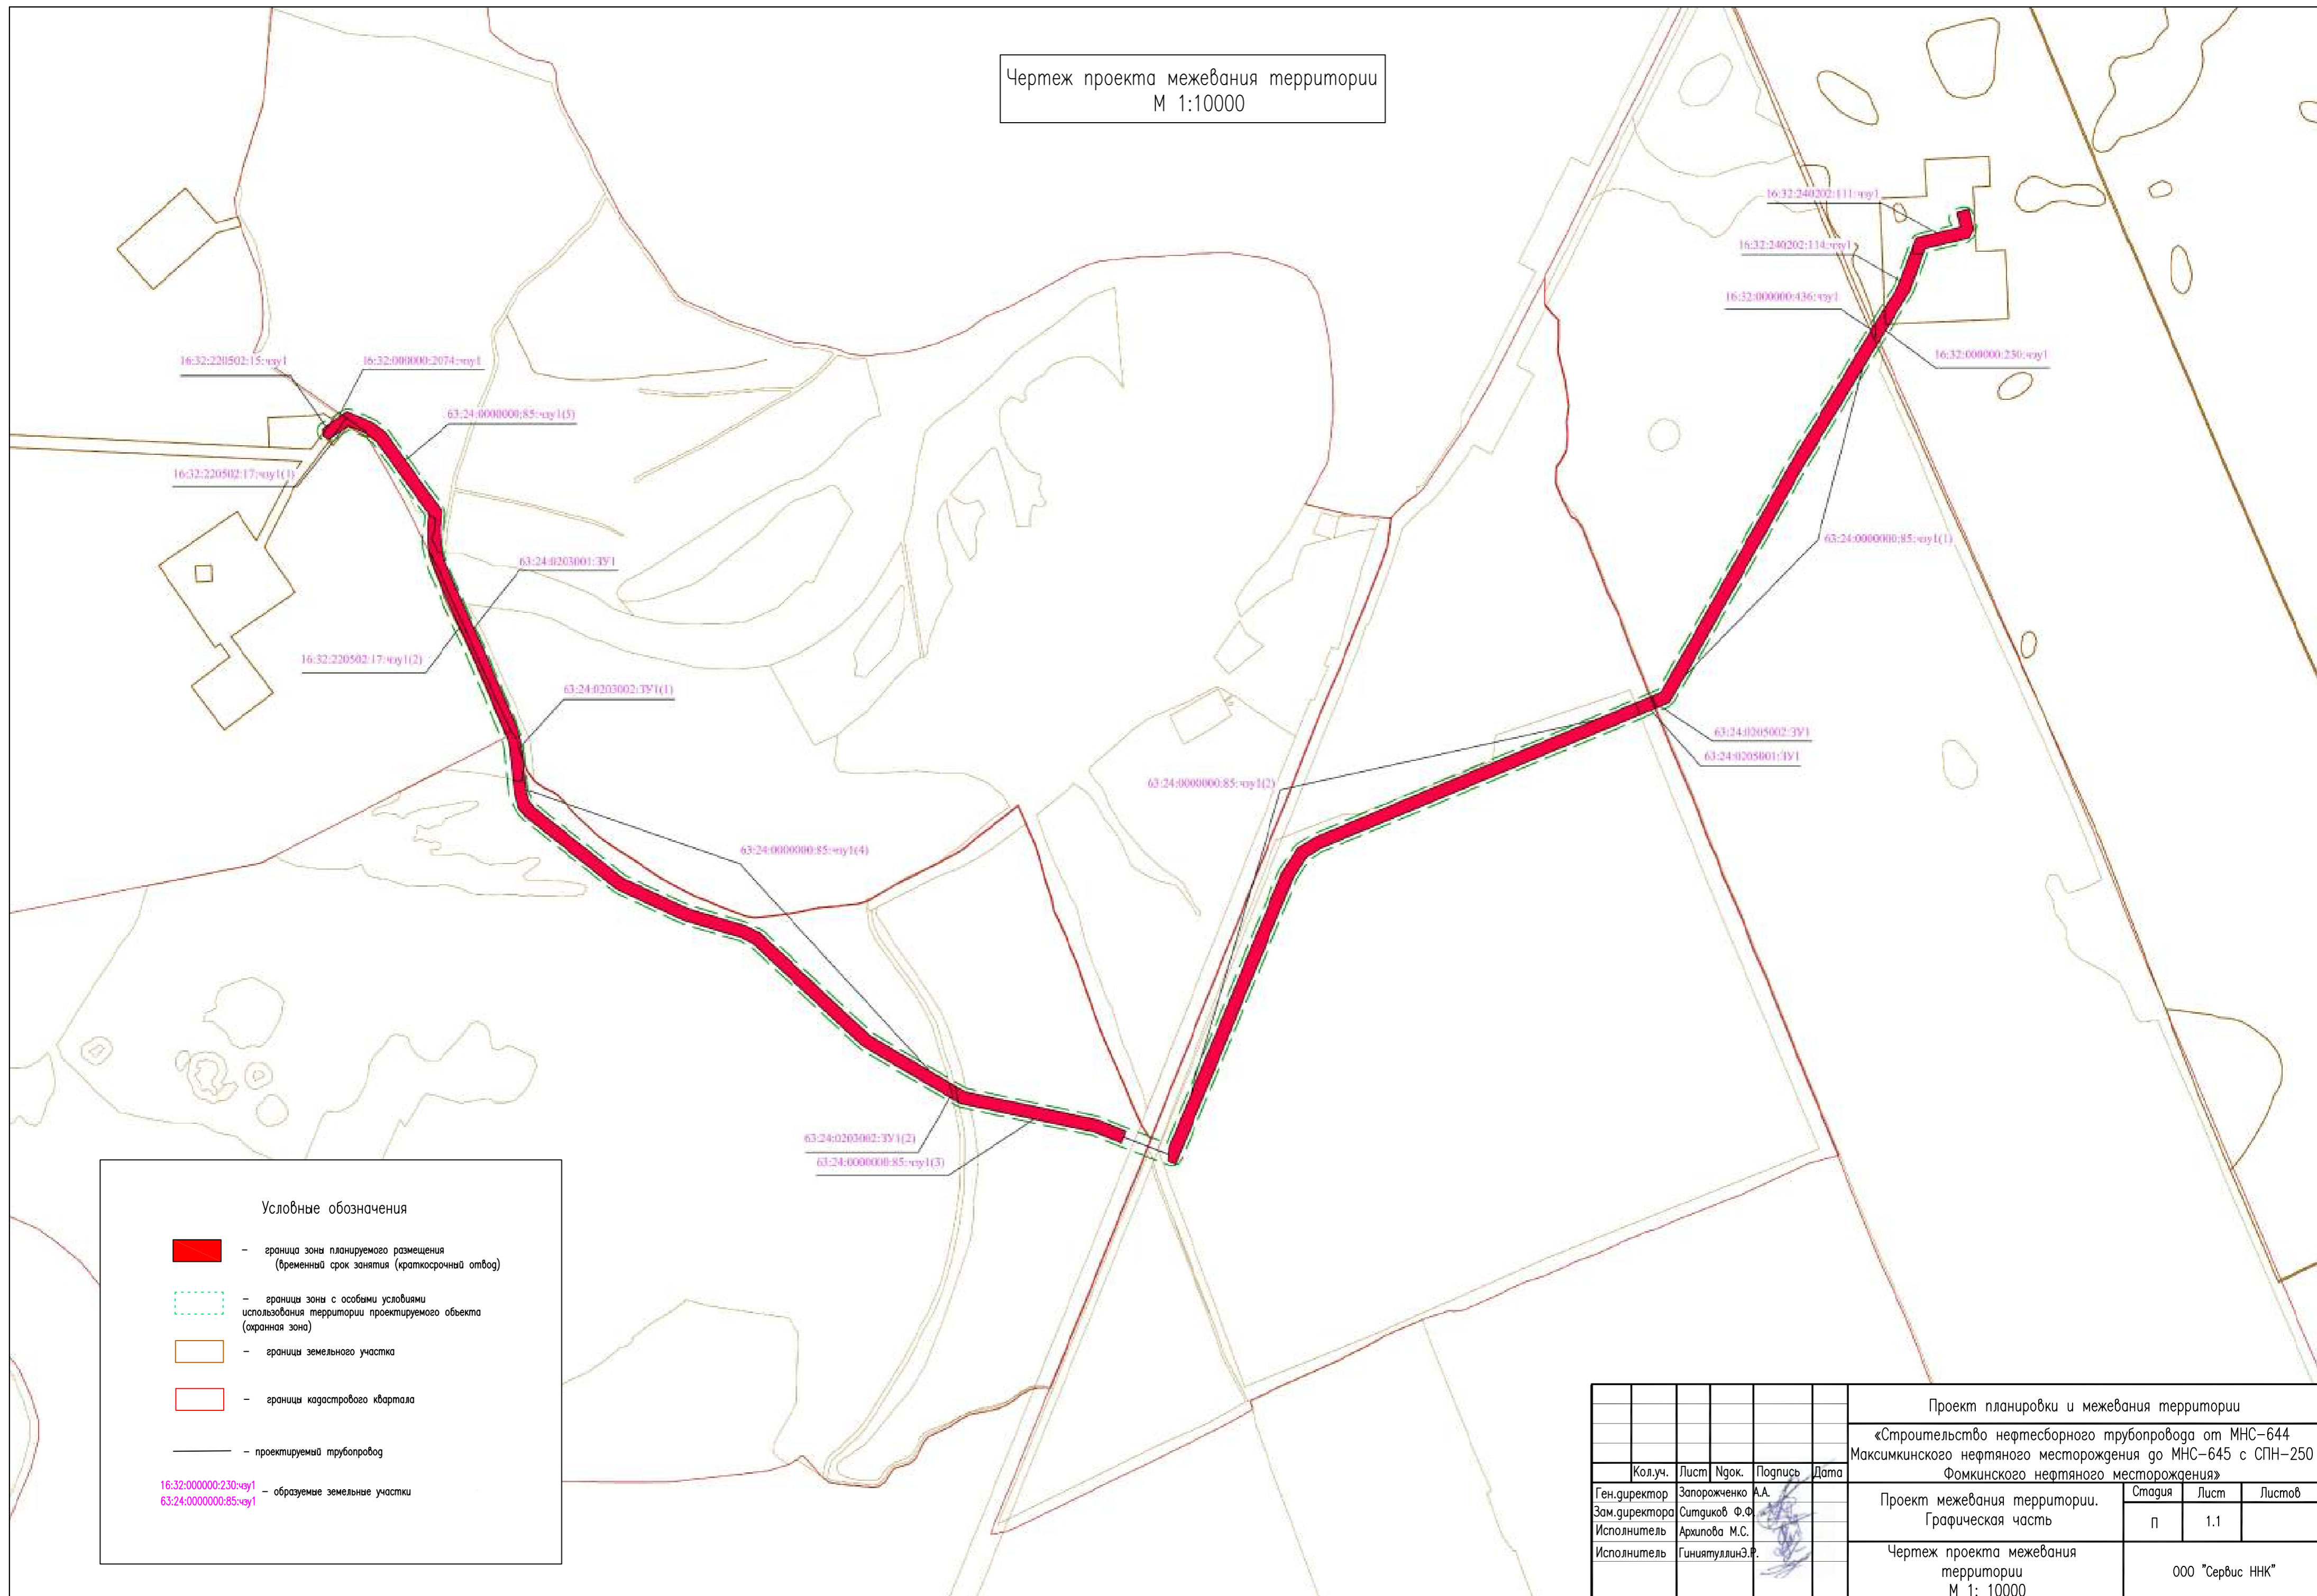 Чертеж проекта межевания территории
М 1:10000
16:32:240202:111:чзу1
16:32:240202:114:чзу1
16:32:000000:436:чзу1
16:32:000000:230:чзу1
16:32:220502:15:чзу1
16:32:000000:2074:чзу1
63:24:0000000:85:чзу1(5)
16:32:220502:17:чзу1(1)
63:24:0000000:85:чзу1(1)
63:24:0203001:ЗУ1
16:32:220502:17:чзу1(2)
63:24:0203002:ЗУ1(1)
63:24:0205002:ЗУ1
63:24:0205001:ЗУ1
63:24:0000000:85:чзу1(2)
63:24:0000000:85:чзу1(4)
63:24:0203002:ЗУ1(2)
63:24:0000000:85:чзу1(3)
Условные обозначения
- граница зоны планируемого размещения
(временный срок занятия (краткосрочный отвод)
- границы зоны с особыми условиями
использования территории проектируемого объекта
(охранная зона)
- границы земельного участка
- границы кадастрового квартала
- проектируемый трубопровод
16:32:000000:230:чзу1
63:24:0000000:85:чзу1
- образуемые земельные участки
Проект планировки и межевания территории
«Строительство нефтесборного трубопровода от МНС-644
Максимкинского нефтяного месторождения до МНС-645 с СПН-250
Фомкинского нефтяного месторождения»
Кол.уч. Лист Nдок. Подпись Дата
Ген.директор Запорожченко А.А.
Зам.директора Ситдиков Ф.Ф.
Исполнитель Архипова М.С.
Исполнитель ГиниятуллинЭ.Р.
Проект межевания территории.
Графическая часть
Стадия Лист Листов
П 1.1
Чертеж проекта межевания
территории
М 1: 10000
ООО "Сервис ННК"